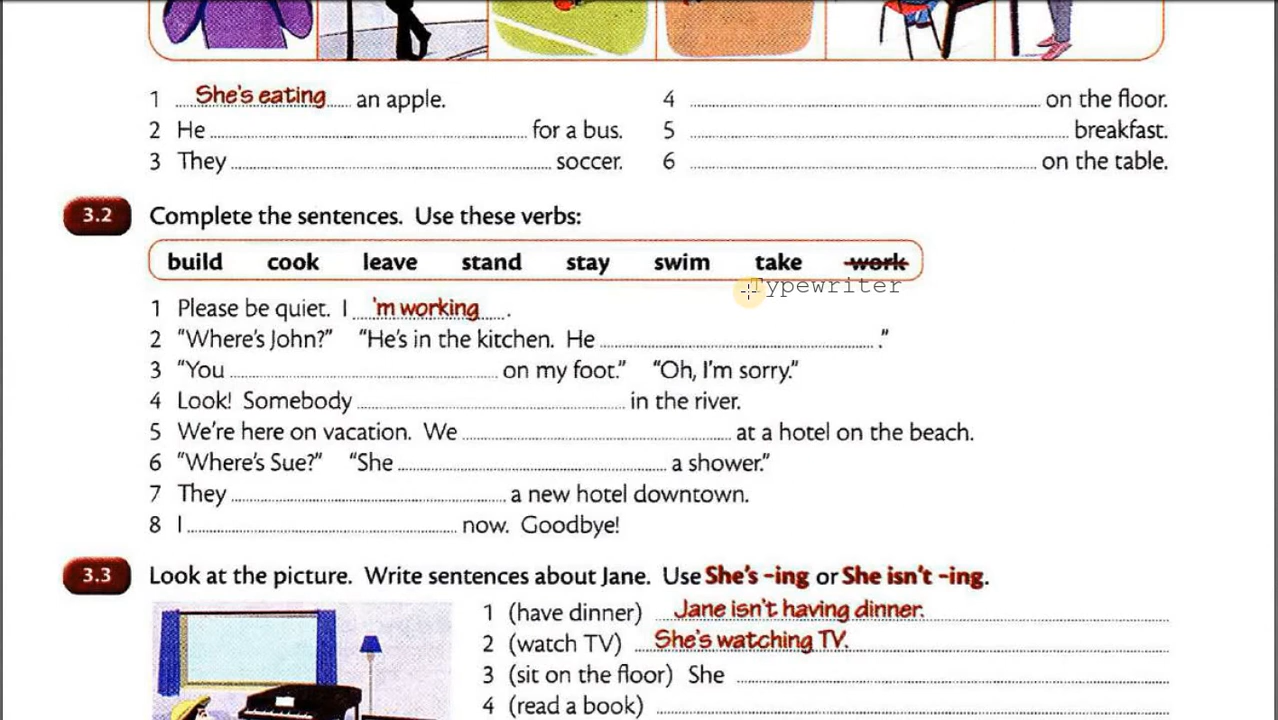 1 She's eating an apple.
2 He for a bus.
3 They soccer.
4 on the floor.
5 breakfast.
6 on the table.
3.2 Complete the sentences. Use these verbs:
build cook leave stand stay swim take work
Typewriter
1 Please be quiet. I 'm working .
2 "Where's John?" "He's in the kitchen. He ."
3 "You on my foot." "Oh, I'm sorry."
4 Look! Somebody in the river.
5 We're here on vacation. We at a hotel on the beach.
6 "Where's Sue?" "She a shower."
7 They a new hotel downtown.
8 I now. Goodbye!
3.3 Look at the picture. Write sentences about Jane. Use She's -ing or She isn't -ing.
1 (have dinner) Jane isn't having dinner.
2 (watch TV) She's watching TV.
3 (sit on the floor) She
4 (read a book)